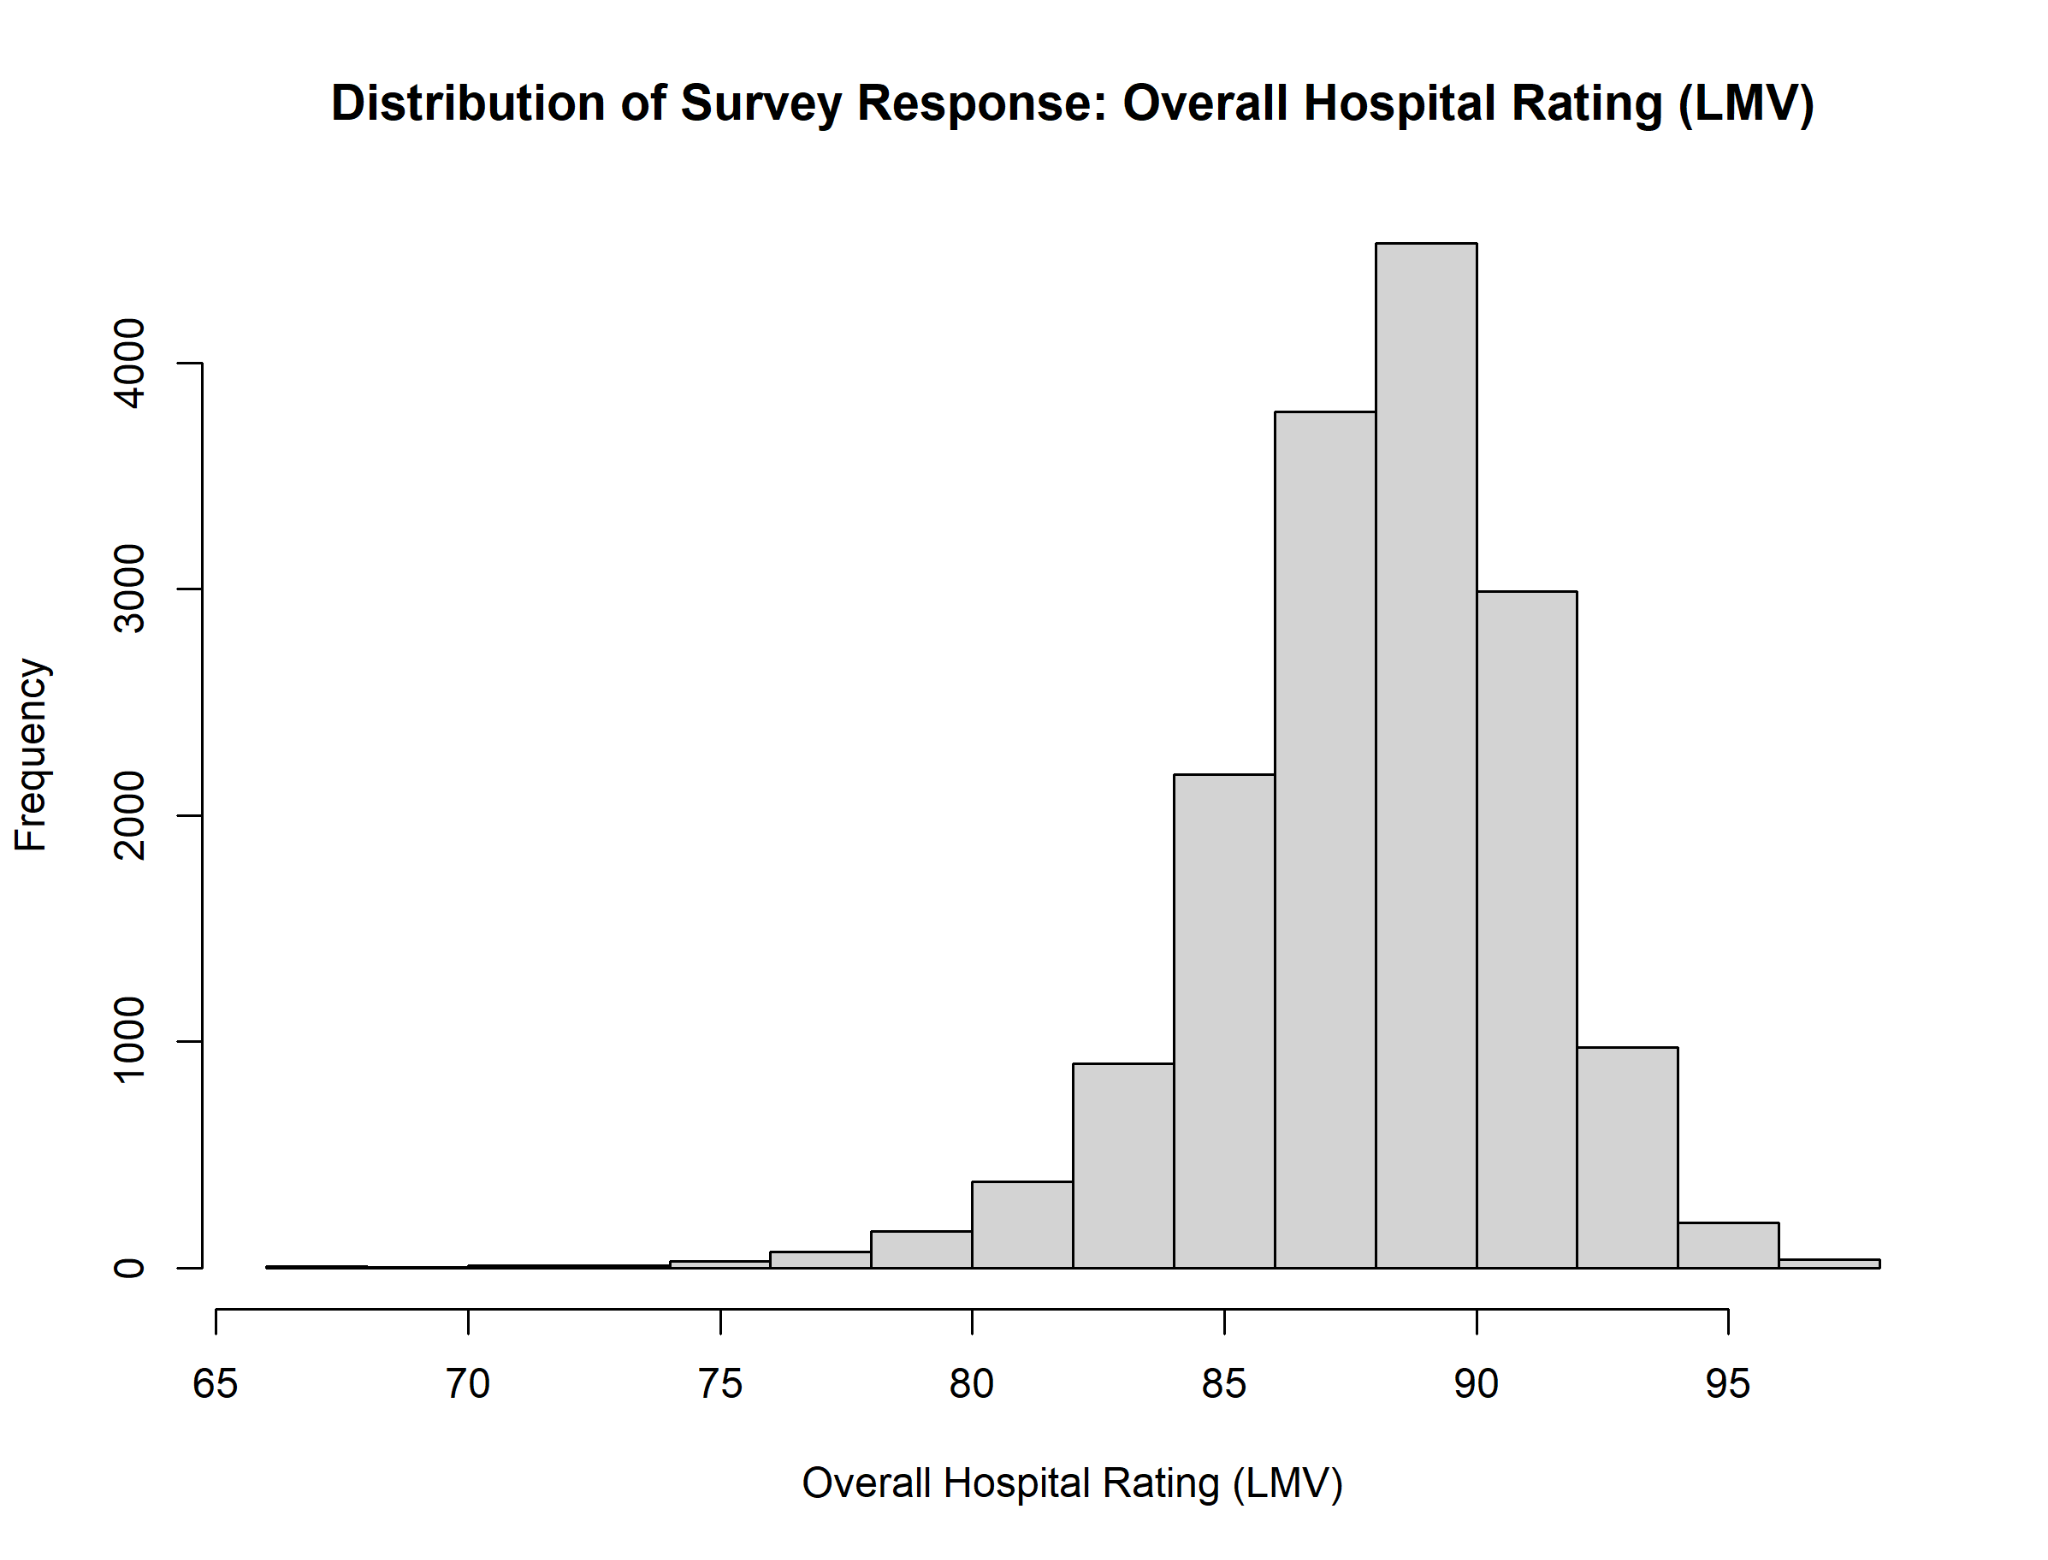 Distribution of Survey Response: Overall Hospital Rating (LMV)
Frequency
4000
3000
2000
1000
0
65 70 75 80 85 90 95
Overall Hospital Rating (LMV)